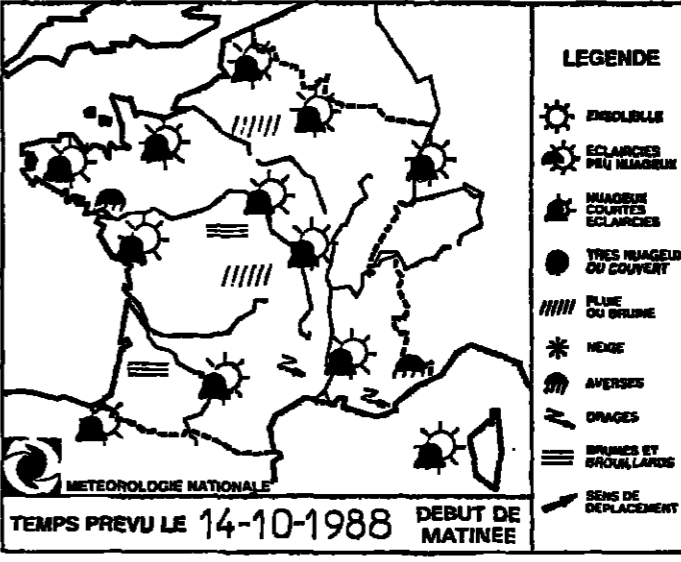 LEGENDE
ENSOLEILLE
ECLAIRCIES
PEU NUAGEUX
NUAGEUX
COURTES
ECLAIRCIES
TRES NUAGEUX
OU COUVERT
PLUIE
OU BRUINE
NEIGE
AVERSES
ORAGES
BRUMES ET
BROUILLARDS
SENS DE
DEPLACEMENT
METEOROLOGIE NATIONALE
TEMPS PREVU LE 14-10-1988 DEBUT DE
MATINEE